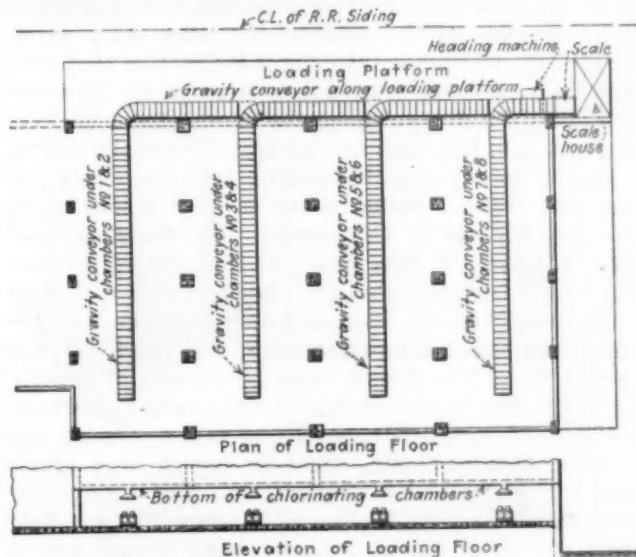 C.L. of R.R. Siding
Heading machine
Scale
Loading Platform
Gravity conveyor along loading platform
Scale
house
Gravity conveyor under
chambers Nº 1 & 2
Gravity conveyor under
chambers Nº 3 & 4
Gravity conveyor under
chambers Nº 5 & 6
Gravity conveyor under
chambers Nº 7 & 8
Plan of Loading Floor
Bottom of chlorinating chambers
Elevation of Loading Floor